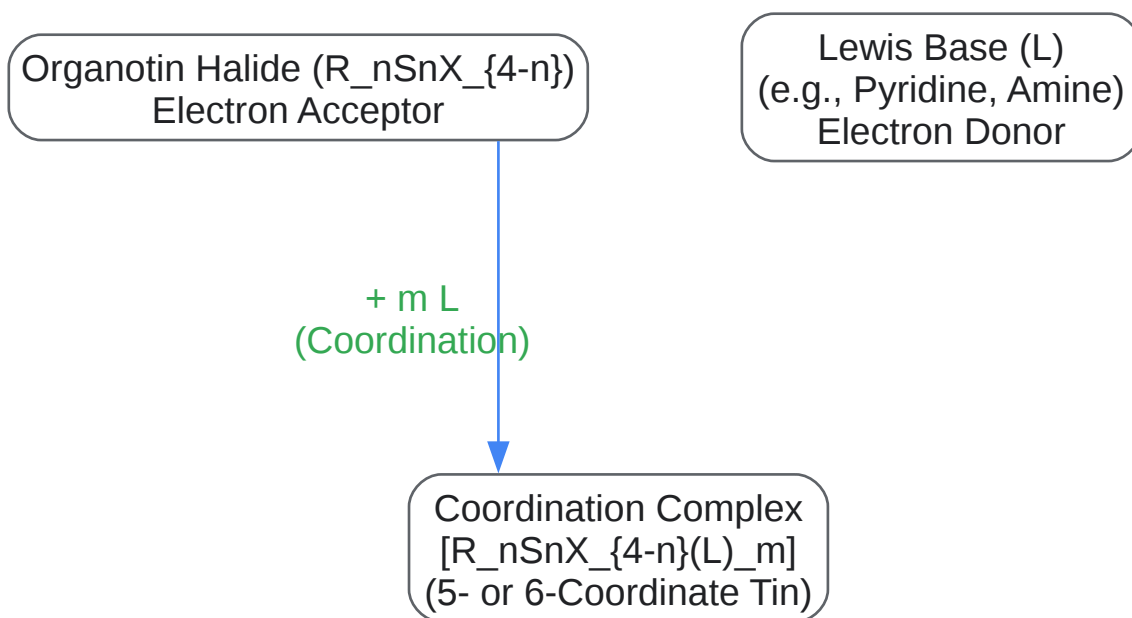 Organotin Halide (R_nSnX_{4-n})
Electron Acceptor
Lewis Base (L)
(e.g., Pyridine, Amine)
Electron Donor
+ m L
(Coordination)
Coordination Complex
[R_nSnX_{4-n}(L)_m]
(5- or 6-Coordinate Tin)